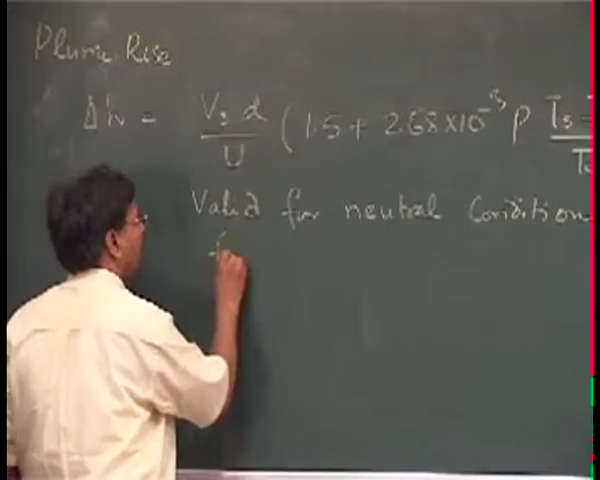 Plume Rise
Δh = Vs d / U ( 1.5 + 2.68 × 10⁻³ P Ts -
Valid for neutral Condition
f